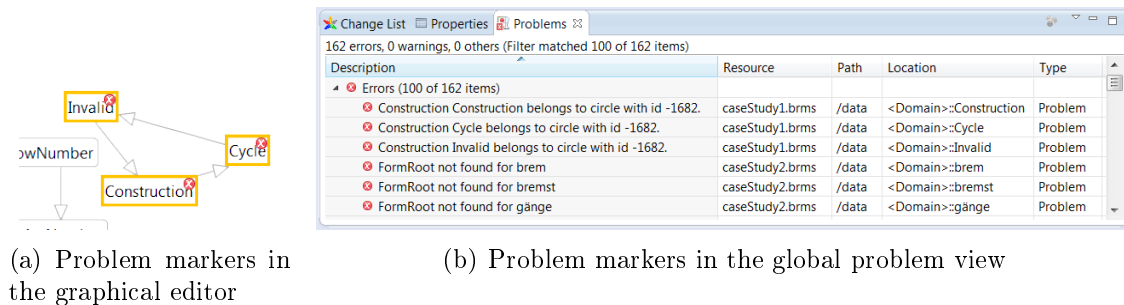 Invalid
owNumber
Cycle
Construction
(a) Problem markers in
the graphical editor
Change List Properties Problems
162 errors, 0 warnings, 0 others (Filter matched 100 of 162 items)
Description Resource Path Location Type
Errors (100 of 162 items)
Construction Construction belongs to circle with id -1682. caseStudy1.brms /data <Domain>::Construction Problem
Construction Cycle belongs to circle with id -1682. caseStudy1.brms /data <Domain>::Cycle Problem
Construction Invalid belongs to circle with id -1682. caseStudy1.brms /data <Domain>::Invalid Problem
FormRoot not found for brem caseStudy2.brms /data <Domain>::brem Problem
FormRoot not found for bremst caseStudy2.brms /data <Domain>::bremst Problem
FormRoot not found for gänge caseStudy2.brms /data <Domain>::gänge Problem
(b) Problem markers in the global problem view